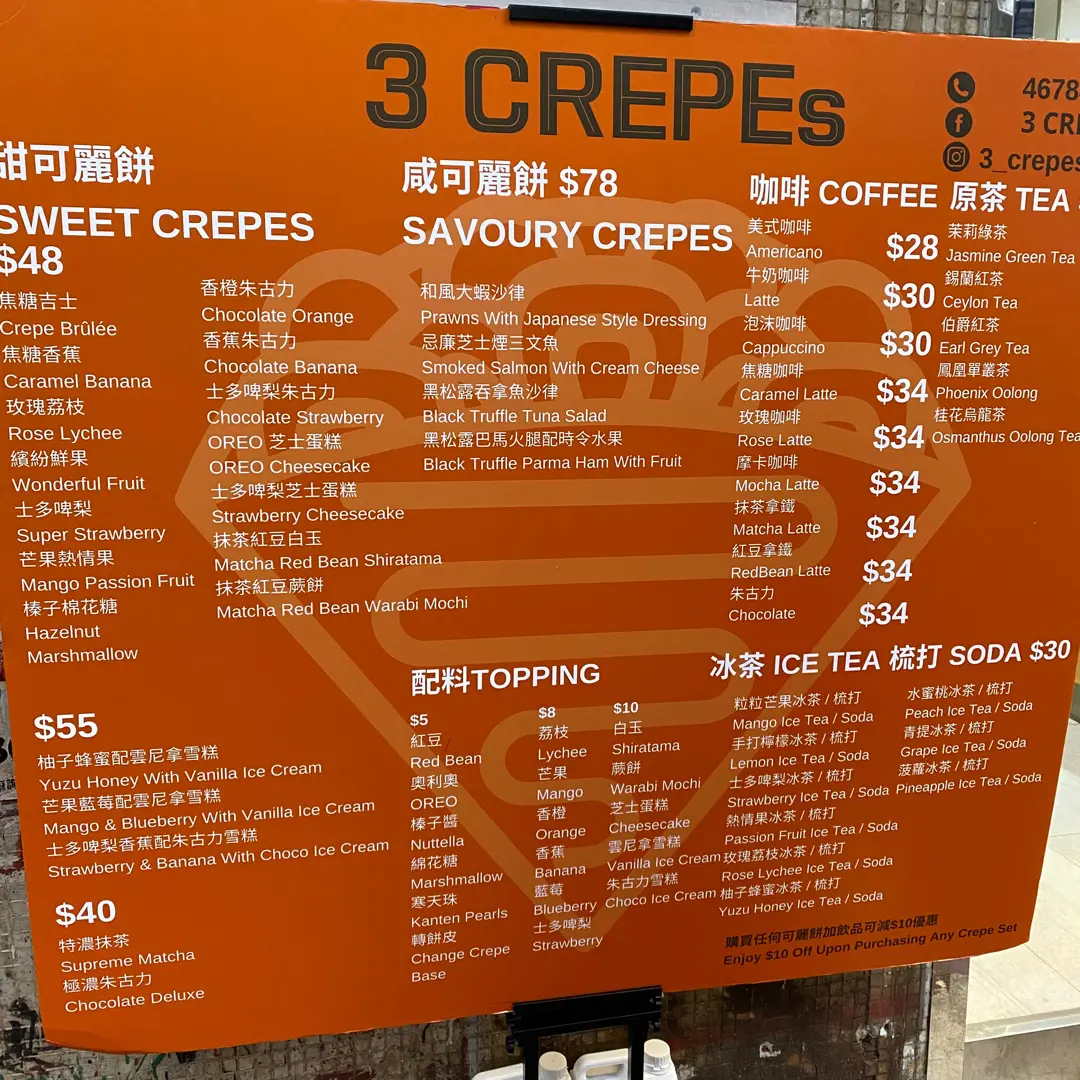 3 CREPEs
4678
3 CRE
3_crepes
甜可麗餅
SWEET CREPES
$48
焦糖吉士
Crepe Brûlée
焦糖香蕉
Caramel Banana
玫瑰荔枝
Rose Lychee
繽紛鮮果
Wonderful Fruit
士多啤梨
Super Strawberry
芒果熱情果
Mango Passion Fruit
榛子棉花糖
Hazelnut
Marshmallow
香橙朱古力
Chocolate Orange
香蕉朱古力
Chocolate Banana
士多啤梨朱古力
Chocolate Strawberry
OREO 芝士蛋糕
OREO Cheesecake
士多啤梨芝士蛋糕
Strawberry Cheesecake
抹茶紅豆白玉
Matcha Red Bean Shiratama
抹茶紅豆蕨餅
Matcha Red Bean Warabi Mochi
$55
柚子蜂蜜配雲尼拿雪糕
Yuzu Honey With Vanilla Ice Cream
芒果藍莓配雲尼拿雪糕
Mango & Blueberry With Vanilla Ice Cream
士多啤梨香蕉配朱古力雪糕
Strawberry & Banana With Choco Ice Cream
$40
特濃抹茶
Supreme Matcha
極濃朱古力
Chocolate Deluxe
咸可麗餅 $78
SAVOURY CREPES
和風大蝦沙律
Prawns With Japanese Style Dressing
忌廉芝士煙三文魚
Smoked Salmon With Cream Cheese
黑松露吞拿魚沙律
Black Truffle Tuna Salad
黑松露巴馬火腿配時令水果
Black Truffle Parma Ham With Fruit
配料TOPPING
$5
紅豆
Red Bean
奧利奧
OREO
榛子醬
Nuttella
綿花糖
Marshmallow
寒天珠
Kanten Pearls
轉餅皮
Change Crepe
Base
$8
荔枝
Lychee
芒果
Mango
香橙
Orange
香蕉
Banana
藍莓
Blueberry
士多啤梨
Strawberry
$10
白玉
Shiratama
蕨餅
Warabi Mochi
芝士蛋糕
Cheesecake
雲尼拿雪糕
Vanilla Ice Cream
朱古力雪糕
Choco Ice Cream
咖啡 COFFEE
美式咖啡
Americano $28
牛奶咖啡
Latte $30
泡沫咖啡
Cappuccino $30
焦糖咖啡
Caramel Latte $34
玫瑰咖啡
Rose Latte $34
摩卡咖啡
Mocha Latte $34
抹茶拿鐵
Matcha Latte $34
紅豆拿鐵
RedBean Latte $34
朱古力
Chocolate $34
原茶 TEA
茉莉綠茶
Jasmine Green Tea
錫蘭紅茶
Ceylon Tea
伯爵紅茶
Earl Grey Tea
鳳凰單叢茶
Phoenix Oolong
桂花烏龍茶
Osmanthus Oolong Tea
冰茶 ICE TEA 梳打 SODA $30
粒粒芒果冰茶 / 梳打
Mango Ice Tea / Soda
手打檸檬冰茶 / 梳打
Lemon Ice Tea / Soda
士多啤梨冰茶 / 梳打
Strawberry Ice Tea / Soda
熱情果冰茶 / 梳打
Passion Fruit Ice Tea / Soda
玫瑰荔枝冰茶 / 梳打
Rose Lychee Ice Tea / Soda
柚子蜂蜜冰茶 / 梳打
Yuzu Honey Ice Tea / Soda
水蜜桃冰茶 / 梳打
Peach Ice Tea / Soda
青提冰茶 / 梳打
Grape Ice Tea / Soda
菠蘿冰茶 / 梳打
Pineapple Ice Tea / Soda
購買任何可麗餅加飲品可減$10優惠
Enjoy $10 Off Upon Purchasing Any Crepe Set